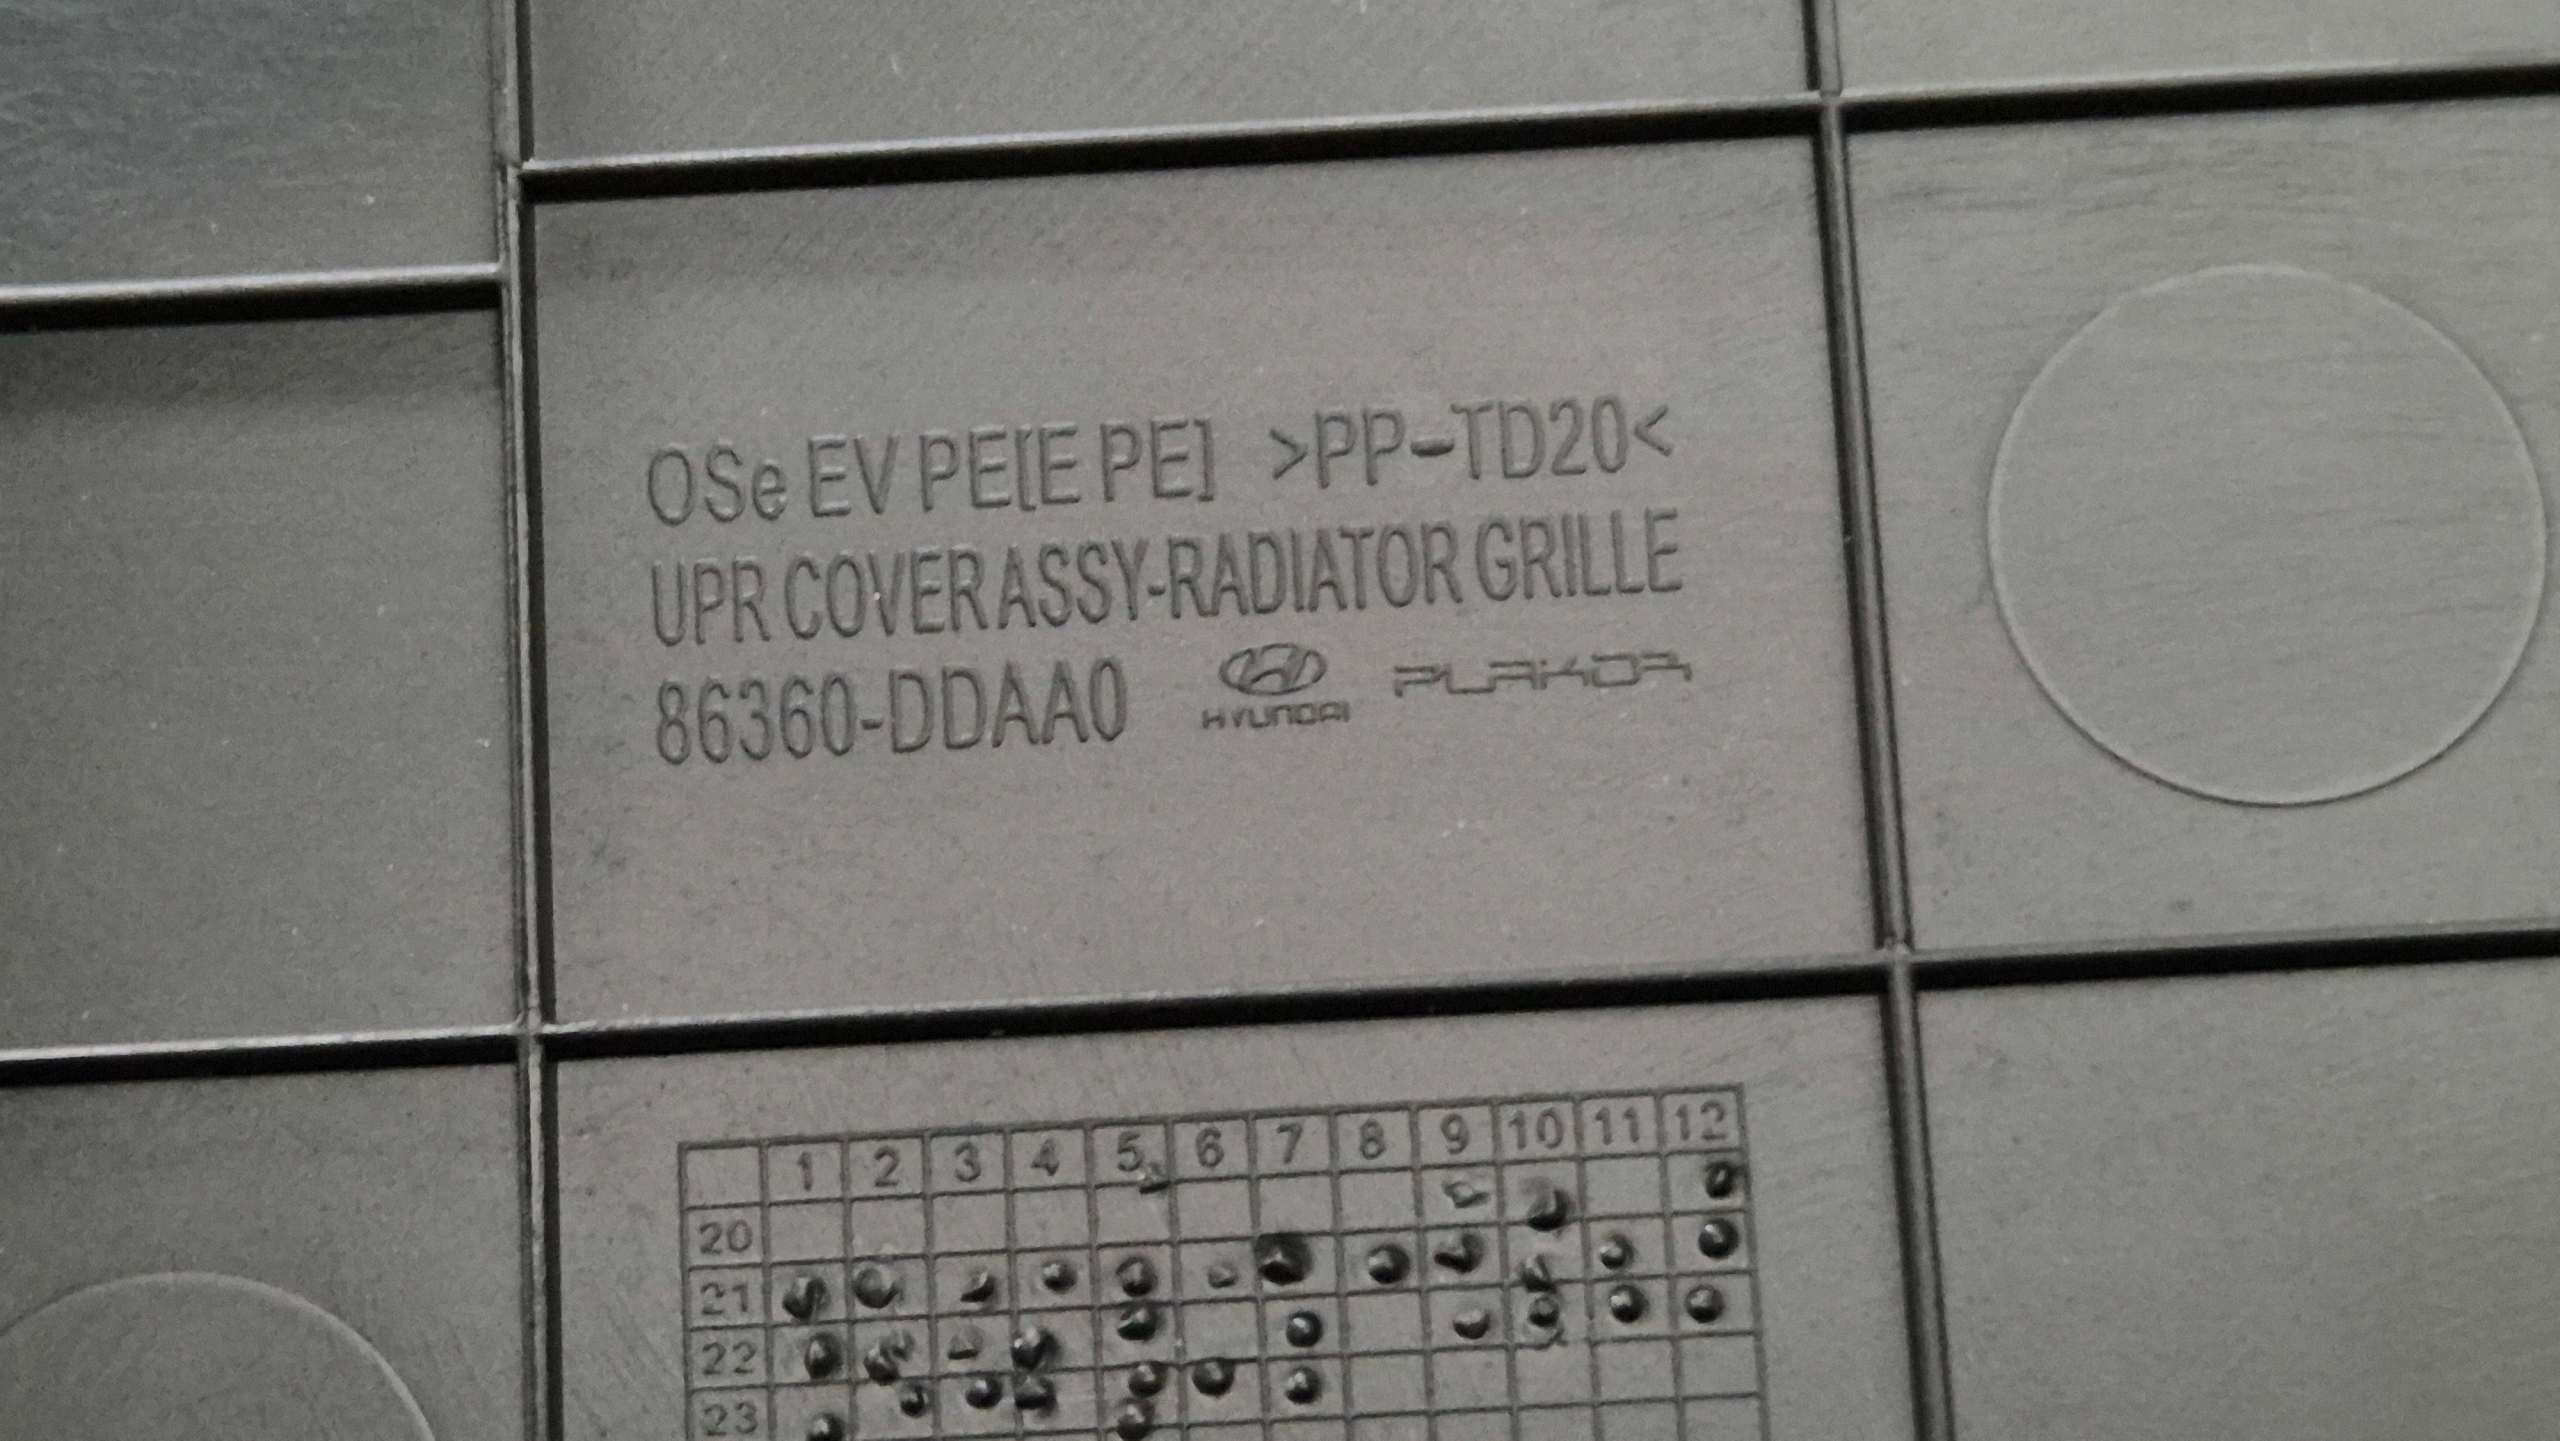 OSe EV PE[E PE] >PP-TD20<
UPR COVER ASSY-RADIATOR GRILLE
86360-DDAA0 HYUNDAI PLAKOR
1 2 3 4 5 6 7 8 9 10 11 12
20
21
22
23